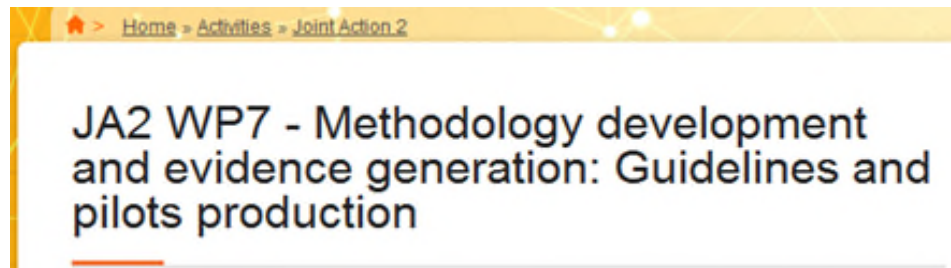 > Home » Activities » Joint Action 2
JA2 WP7 - Methodology development
and evidence generation: Guidelines and
pilots production